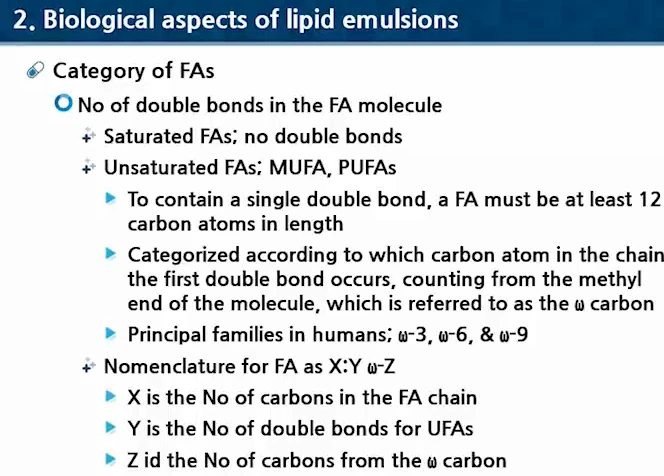 2. Biological aspects of lipid emulsions
Category of FAs
No of double bonds in the FA molecule
Saturated FAs; no double bonds
Unsaturated FAs; MUFA, PUFAs
To contain a single double bond, a FA must be at least 12
carbon atoms in length
Categorized according to which carbon atom in the chain
the first double bond occurs, counting from the methyl
end of the molecule, which is referred to as the ω carbon
Principal families in humans; ω-3, ω-6, & ω-9
Nomenclature for FA as X:Y ω-Z
X is the No of carbons in the FA chain
Y is the No of double bonds for UFAs
Z id the No of carbons from the ω carbon